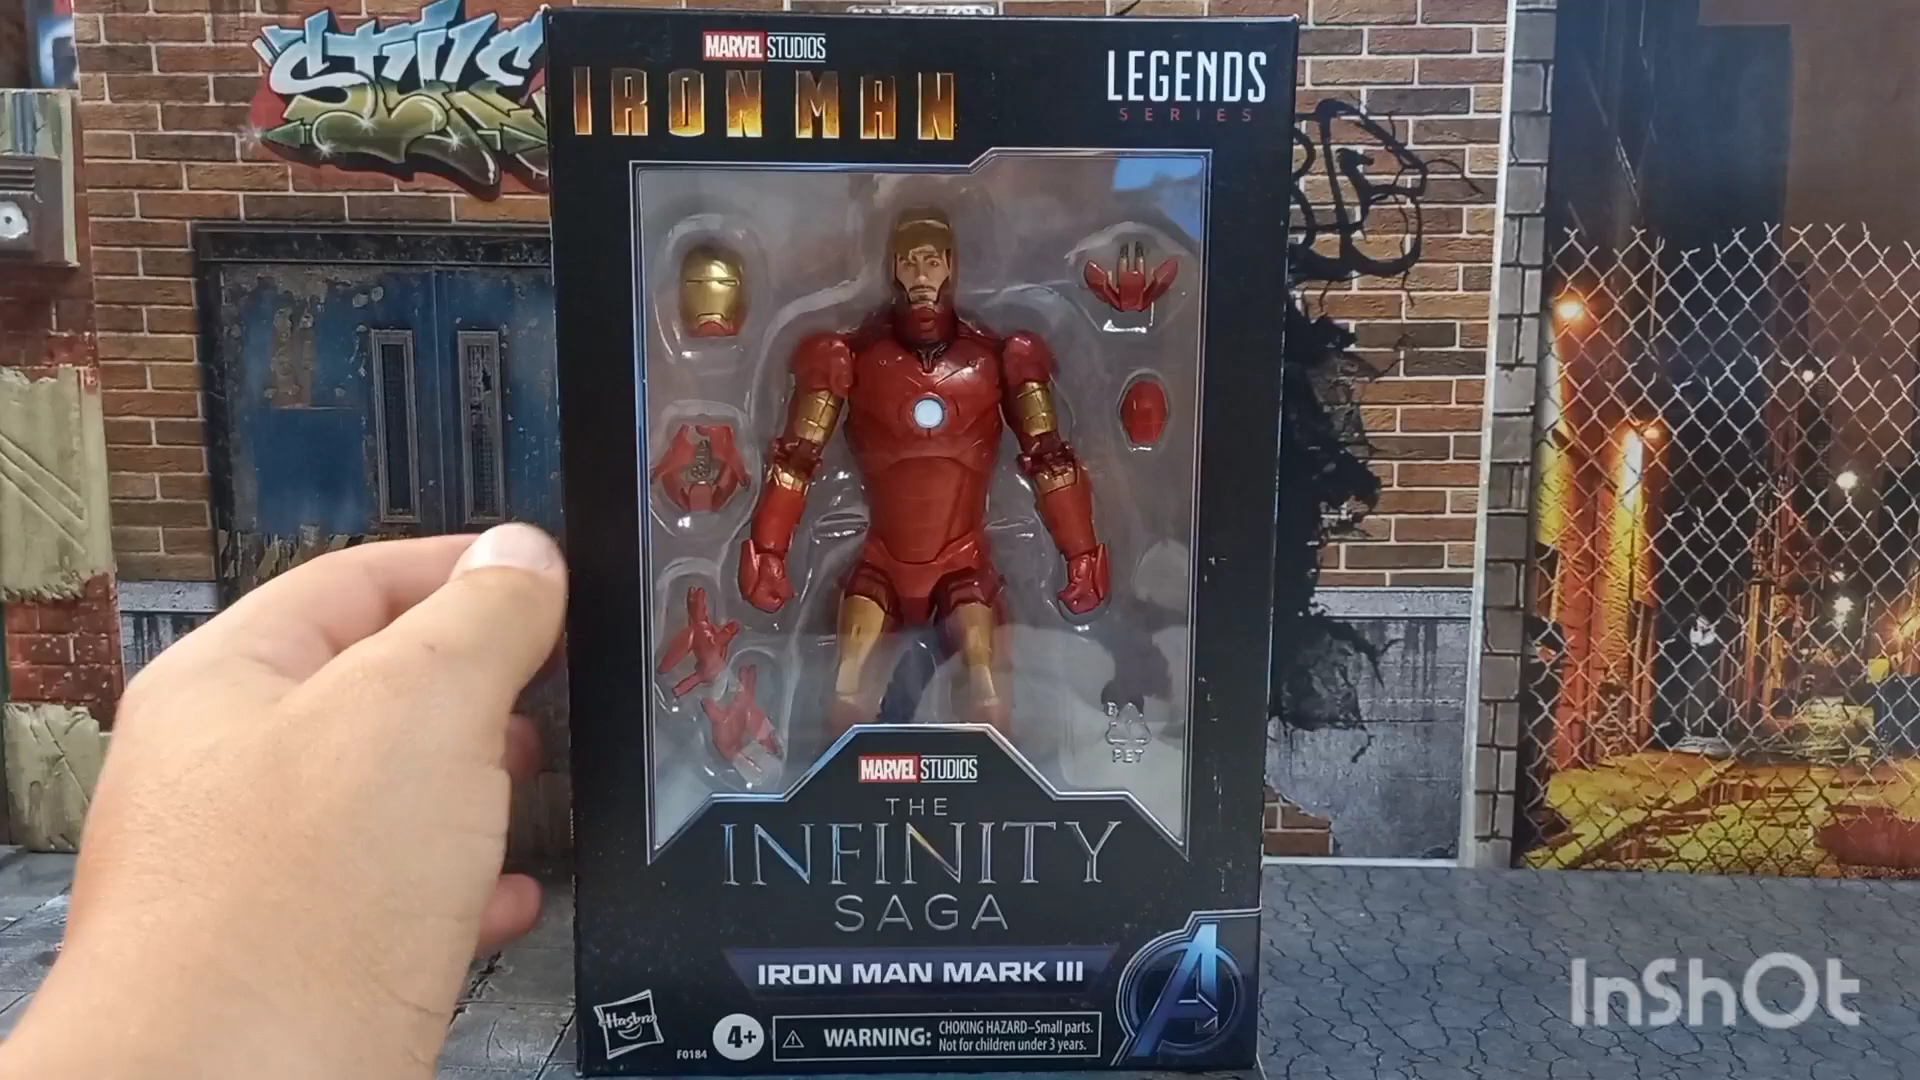 STYLE
MARVEL STUDIOS
IRON MAN
LEGENDS
SERIES
PET
MARVEL STUDIOS
THE
INFINITY
SAGA
IRON MAN MARK III
Hasbro
F0184
4+
WARNING: CHOKING HAZARD–Small parts.
Not for children under 3 years.
InShOt